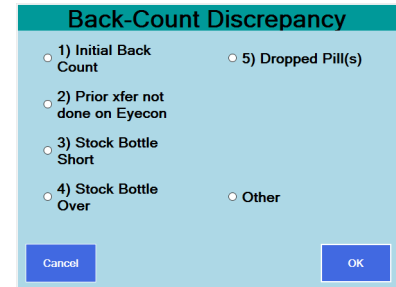 Back-Count Discrepancy
1) Initial Back
Count
5) Dropped Pill(s)
2) Prior xfer not
done on Eyecon
3) Stock Bottle
Short
4) Stock Bottle
Over
Other
Cancel
OK